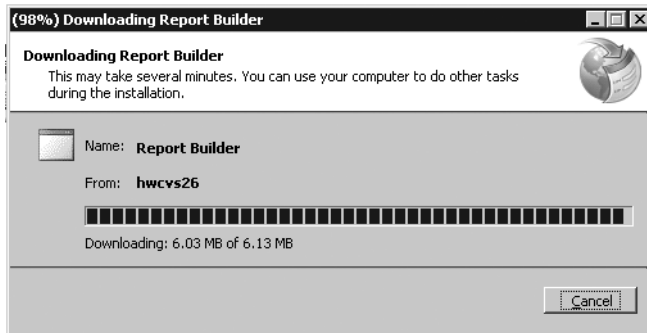 (98%) Downloading Report Builder
Downloading Report Builder
This may take several minutes. You can use your computer to do other tasks
during the installation.
Name: Report Builder
From: hwcvs26
Downloading: 6.03 MB of 6.13 MB
Cancel